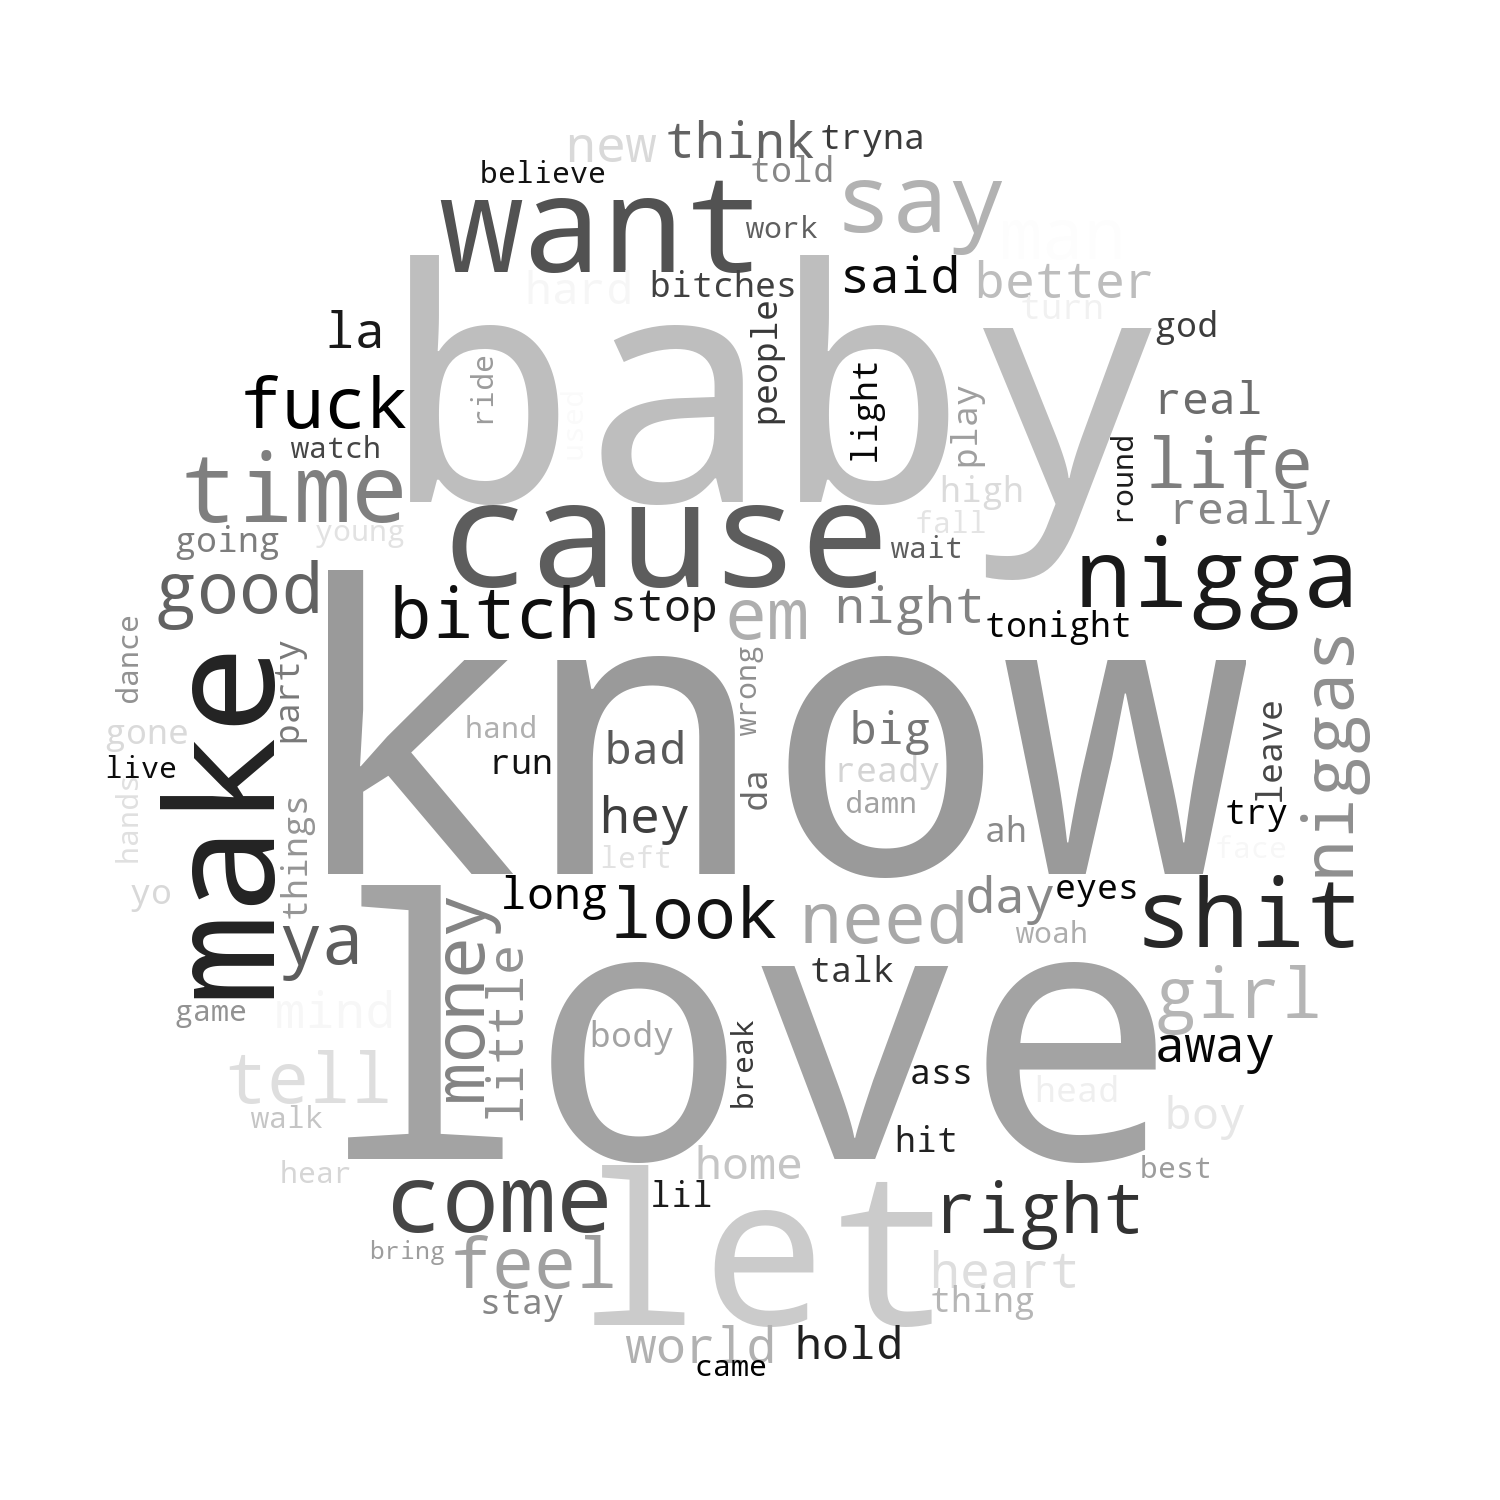 new think tryna
believe told
want work say man
hard bitches said better
baby turn
la people god
ride light
fuck used play real
watch round life
time high really
young fall
going cause wait
good nigga
bitch stop em night tonight
dance party wrong niggas
make know
gone hand bad big leave
live run ready
hands things da damn try
hey ah face
left
yo long look need day eyes shit
ya money woah
little talk girl
game mind love
body away
tell break ass head
walk boy
hit
hear home best
come lil right
let
bring feel heart
stay thing
world hold
came